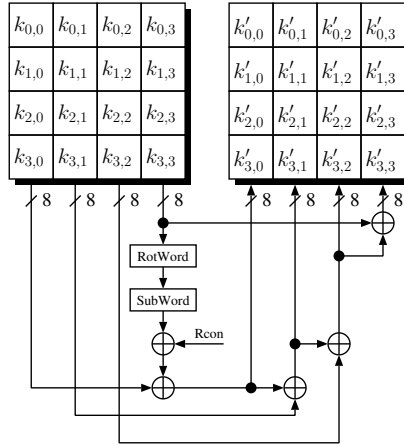 k0,0 k0,1 k0,2 k0,3 k′0,0 k′0,1 k′0,2 k′0,3
k1,0 k1,1 k1,2 k1,3 k′1,0 k′1,1 k′1,2 k′1,3
k2,0 k2,1 k2,2 k2,3 k′2,0 k′2,1 k′2,2 k′2,3
k3,0 k3,1 k3,2 k3,3 k′3,0 k′3,1 k′3,2 k′3,3
8 8 8 8 8 8 8 8
RotWord
SubWord
Rcon